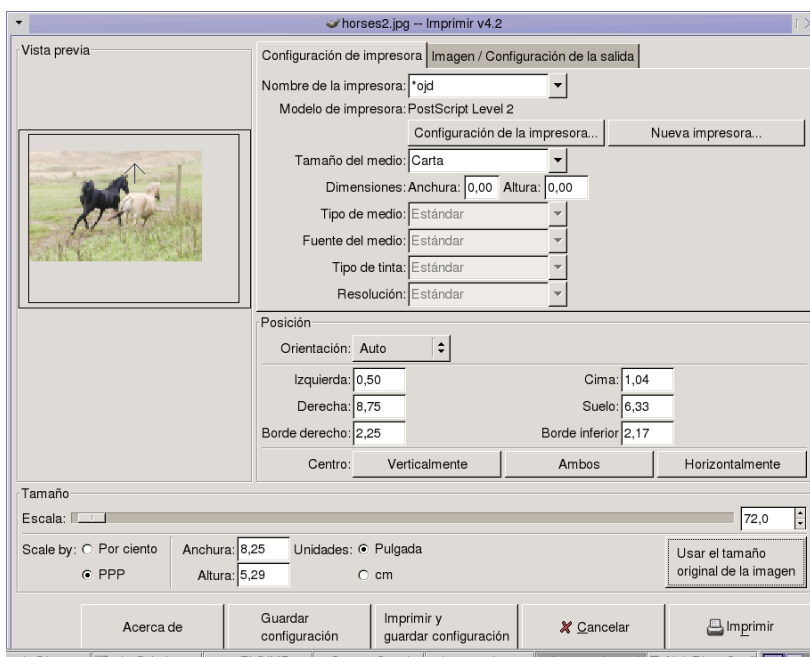 horses2.jpg -- Imprimir v4.2
Vista previa
Configuración de impresora
Imagen / Configuración de la salida
Nombre de la impresora: *ojd
Modelo de impresora: PostScript Level 2
Configuración de la impresora...
Nueva impresora...
Tamaño del medio: Carta
Dimensiones: Anchura: 0,00 Altura: 0,00
Tipo de medio: Estándar
Fuente del medio: Estándar
Tipo de tinta: Estándar
Resolución: Estándar
Posición
Orientación: Auto
Izquierda: 0,50 Cima: 1,04
Derecha: 8,75 Suelo: 6,33
Borde derecho: 2,25 Borde inferior 2,17
Centro: Verticalmente Ambos Horizontalmente
Tamaño
Escala: 72,0
Scale by: Por ciento Anchura: 8,25 Unidades: Pulgada
PPP Altura: 5,29 cm
Usar el tamaño
original de la imagen
Acerca de
Guardar
configuración
Imprimir y
guardar configuración
Cancelar
Imprimir